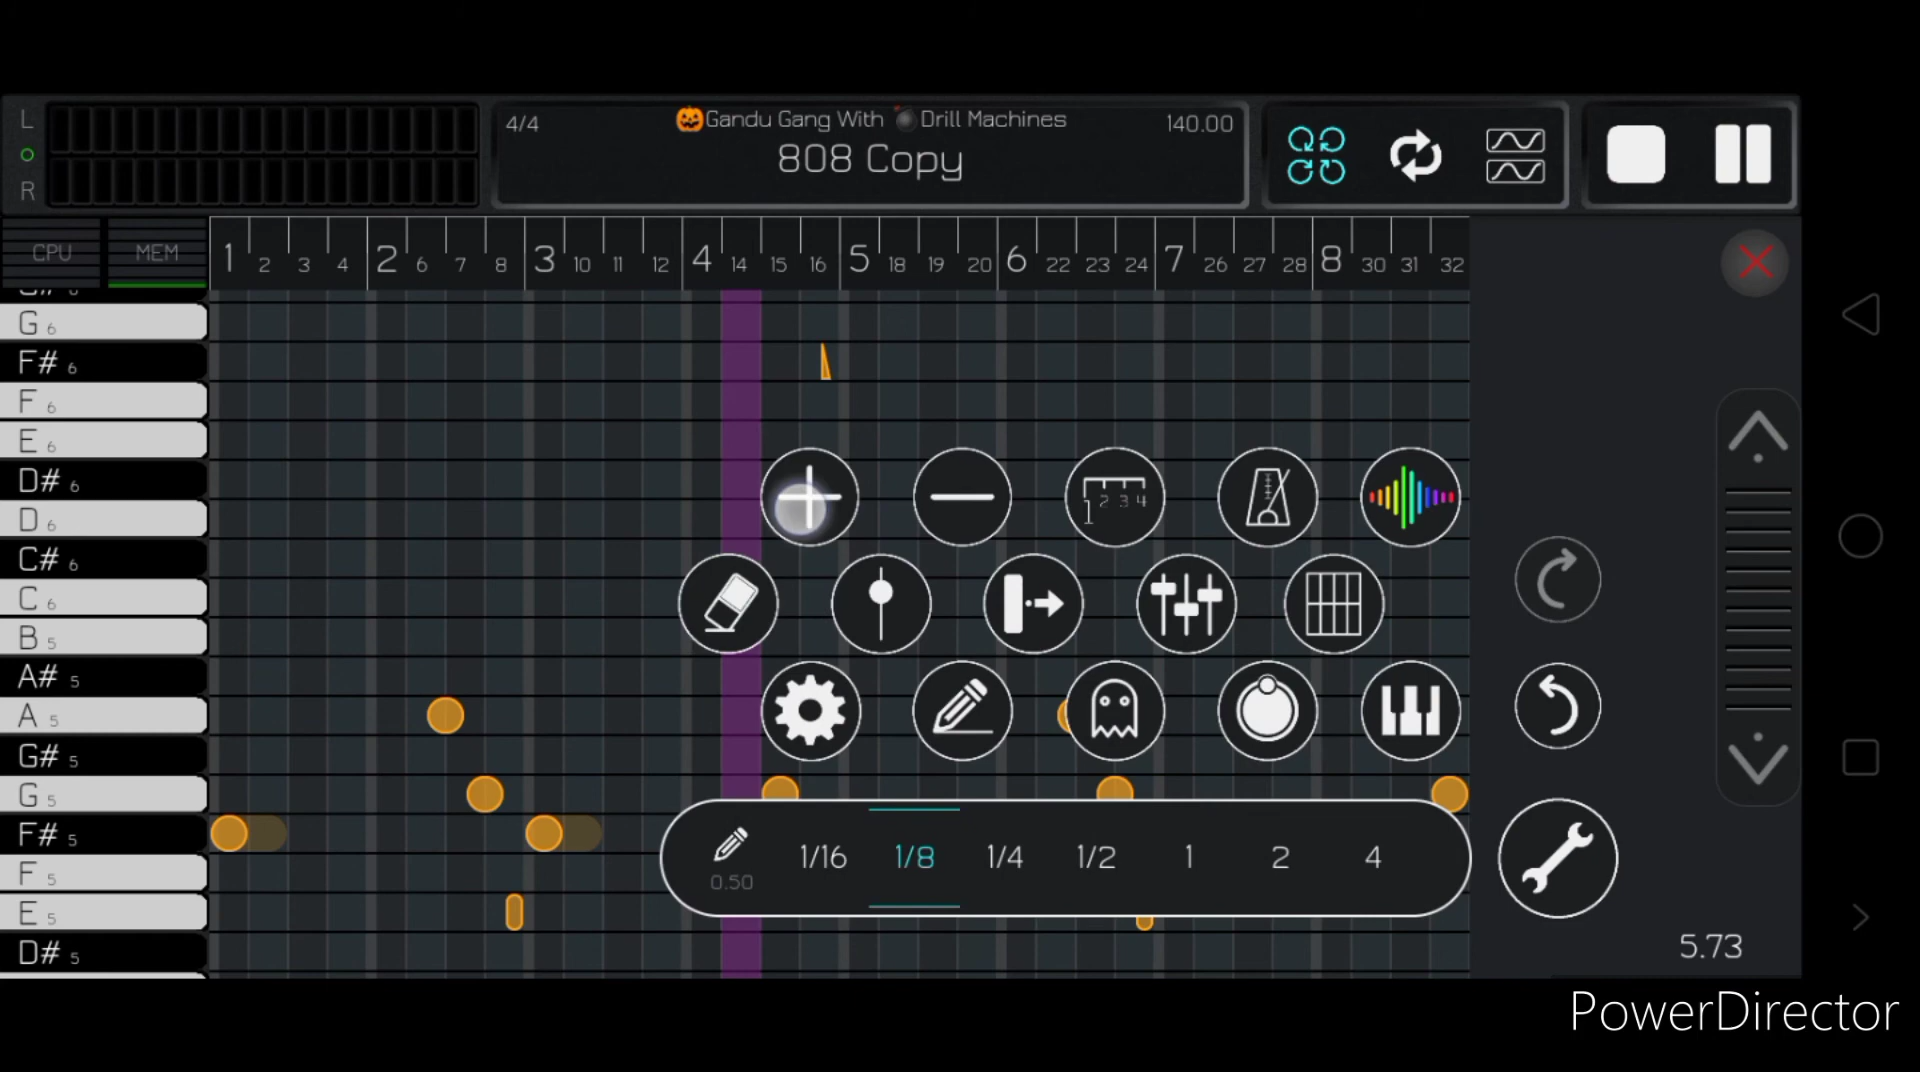 L
R
4/4
🎃Gandu Gang With 💣Drill Machines
140.00
808 Copy
CPU
MEM
1 2 3 4 2 6 7 8 3 10 11 12 4 14 15 16 5 18 19 20 6 22 23 24 7 26 27 28 8 30 31 32
G 6
F# 6
F 6
E 6
D# 6
D 6
C# 6
C 6
B 5
A# 5
A 5
G# 5
G 5
F# 5
F 5
E 5
D# 5
1 2 3 4
0.50
1/16 1/8 1/4 1/2 1 2 4
5.73
PowerDirector